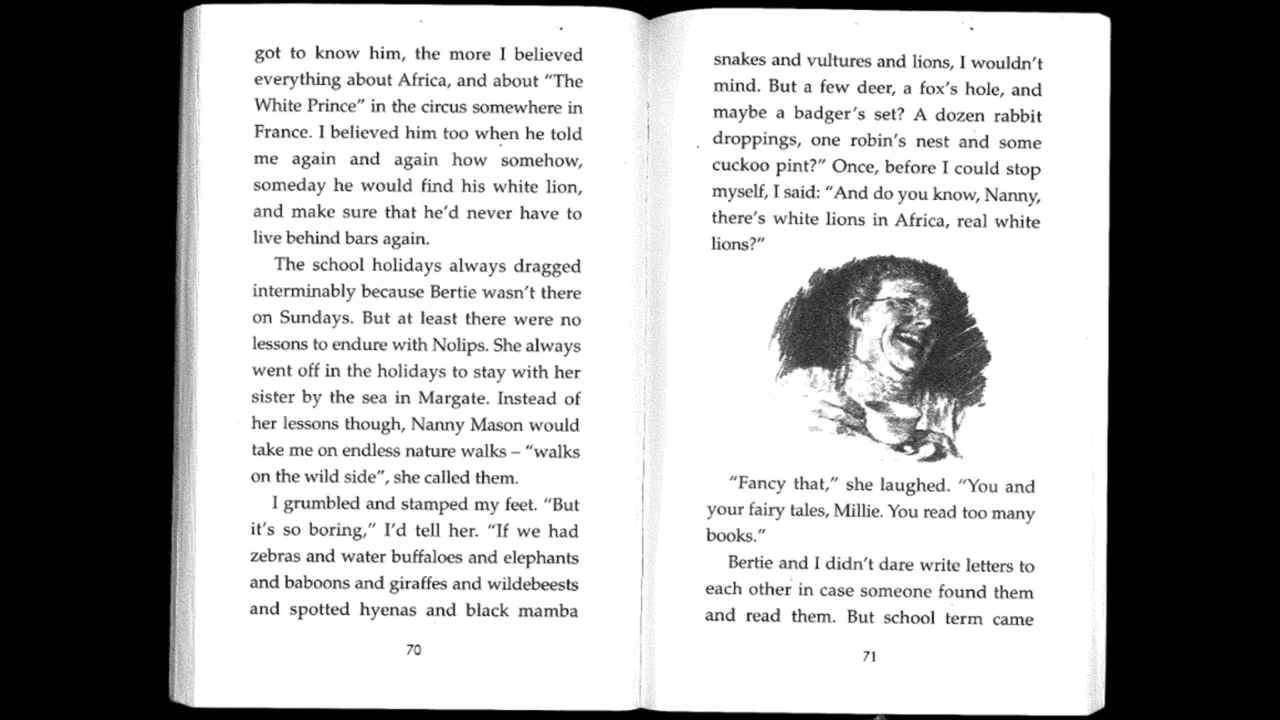 got to know him, the more I believed
everything about Africa, and about “The
White Prince” in the circus somewhere in
France. I believed him too when he told
me again and again how somehow,
someday he would find his white lion,
and make sure that he’d never have to
live behind bars again.
The school holidays always dragged
interminably because Bertie wasn’t there
on Sundays. But at least there were no
lessons to endure with Nolips. She always
went off in the holidays to stay with her
sister by the sea in Margate. Instead of
her lessons though, Nanny Mason would
take me on endless nature walks – “walks
on the wild side”, she called them.
I grumbled and stamped my feet. “But
it’s so boring,” I’d tell her. “If we had
zebras and water buffaloes and elephants
and baboons and giraffes and wildebeests
and spotted hyenas and black mamba
70
snakes and vultures and lions, I wouldn’t
mind. But a few deer, a fox’s hole, and
maybe a badger’s set? A dozen rabbit
droppings, one robin’s nest and some
cuckoo pint?” Once, before I could stop
myself, I said: “And do you know, Nanny,
there’s white lions in Africa, real white
lions?”
“Fancy that,” she laughed. “You and
your fairy tales, Millie. You read too many
books.”
Bertie and I didn’t dare write letters to
each other in case someone found them
and read them. But school term came
71